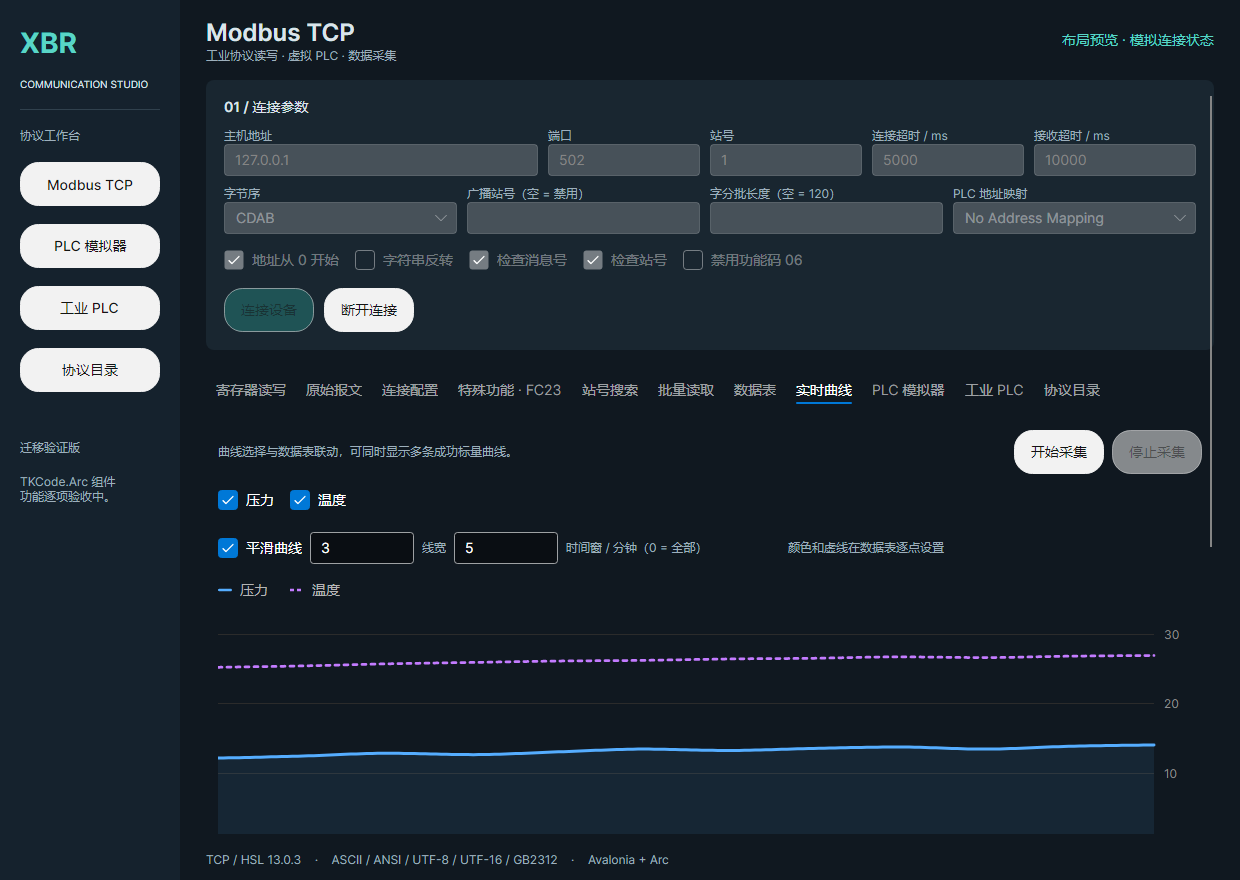 XBR
COMMUNICATION STUDIO
协议工作台
Modbus TCP
PLC 模拟器
工业 PLC
协议目录
迁移验证版
TKCode.Arc 组件
功能逐项验收中。
Modbus TCP
工业协议读写 · 虚拟 PLC · 数据采集
布局预览 · 模拟连接状态
01 / 连接参数
主机地址 端口 站号 连接超时 / ms 接收超时 / ms
127.0.0.1 502 1 5000 10000
字节序 广播站号（空 = 禁用） 字分批长度（空 = 120） PLC 地址映射
CDAB No Address Mapping
地址从 0 开始 字符串反转 检查消息号 检查站号 禁用功能码 06
连接设备 断开连接
寄存器读写 原始报文 连接配置 特殊功能 · FC23 站号搜索 批量读取 数据表 实时曲线 PLC 模拟器 工业 PLC 协议目录
曲线选择与数据表联动，可同时显示多条成功标量曲线。
开始采集 停止采集
压力 温度
平滑曲线 3 线宽 5 时间窗 / 分钟（0 = 全部） 颜色和虚线在数据表逐点设置
压力 温度
30
20
10
TCP / HSL 13.0.3 · ASCII / ANSI / UTF-8 / UTF-16 / GB2312 · Avalonia + Arc